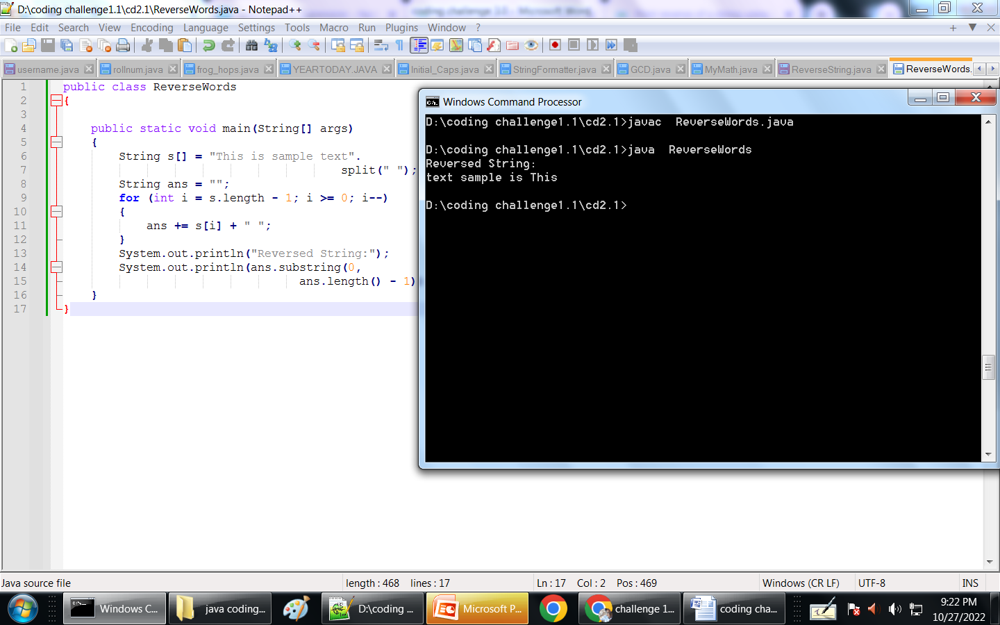 D:\coding challenge1.1\cd2.1\ReverseWords.java - Notepad++
File Edit Search View Encoding Language Settings Tools Macro Run Plugins Window ?
username.java rollnum.java frog_hops.java YEARTODAY.JAVA Initial_Caps.java StringFormatter.java GCD.java MyMath.java ReverseString.java ReverseWords.
1 public class ReverseWords
2 {
3
4 public static void main(String[] args)
5 {
6 String s[] = "This is sample text".
7 split(" ");
8 String ans = "";
9 for (int i = s.length - 1; i >= 0; i--)
10 {
11 ans += s[i] + " ";
12 }
13 System.out.println("Reversed String:");
14 System.out.println(ans.substring(0,
15 ans.length() - 1)
16 }
17 }
Windows Command Processor
D:\coding challenge1.1\cd2.1>javac  ReverseWords.java
D:\coding challenge1.1\cd2.1>java  ReverseWords
Reversed String:
text sample is This
D:\coding challenge1.1\cd2.1>
Java source file length : 468 lines : 17 Ln : 17 Col : 2 Pos : 469 Windows (CR LF) UTF-8 INS
Windows C... java coding... D:\coding ... Microsoft P... challenge 1... coding cha... 9:22 PM
10/27/2022